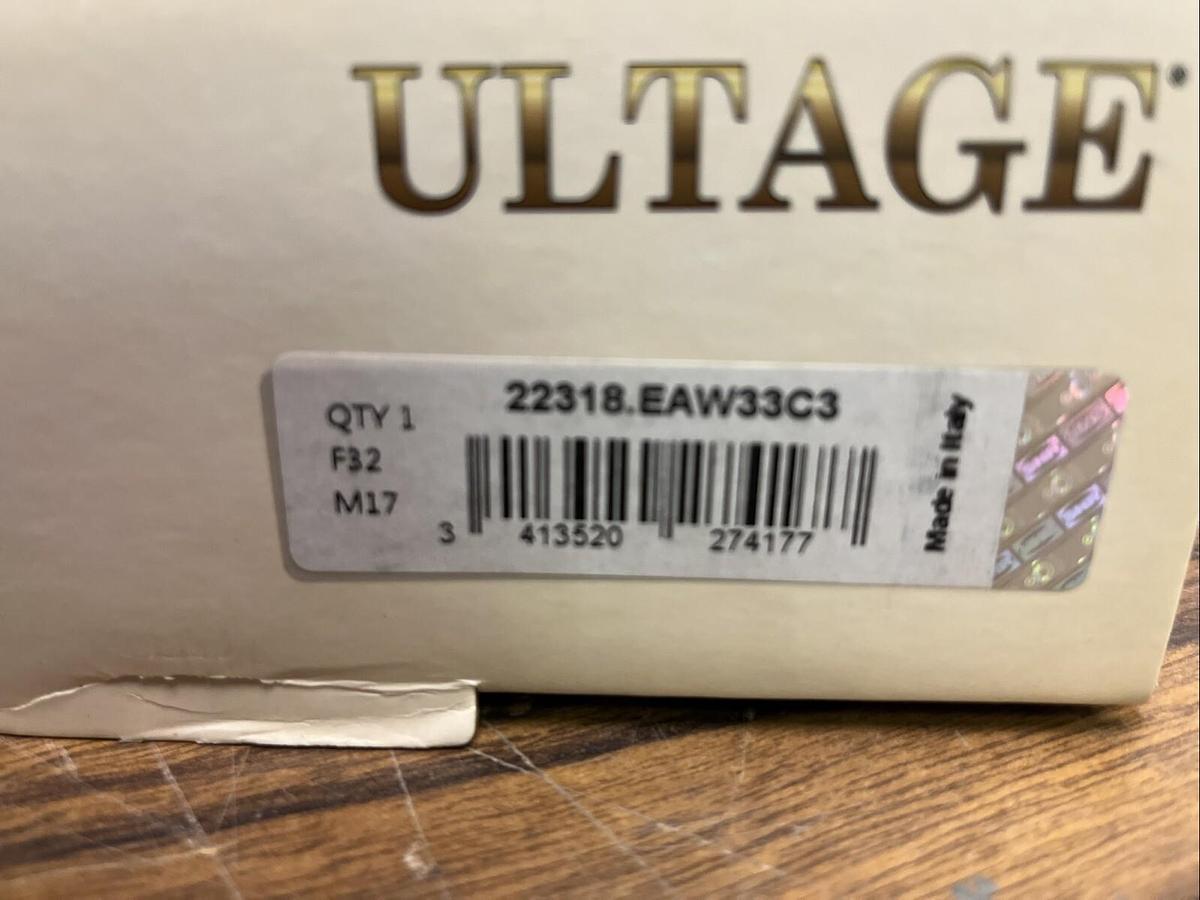 ULTAGE
22318.EAW33C3
QTY 1
F32
M17
3 413520 274177
Made in Italy